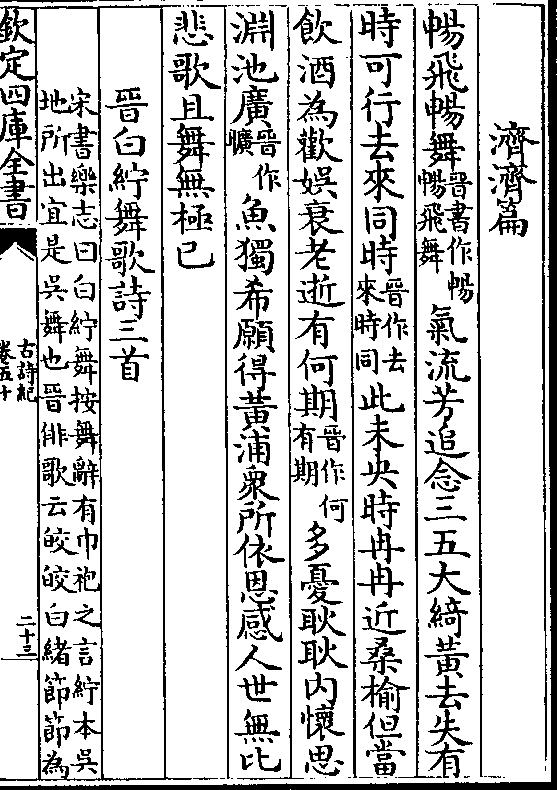 濟濟篇
暢飛暢舞晉書作暢暢飛舞氣流芳追念三五大綺黃去失有
時可行去來同時晉作去來時同此未央時冉冉近桑榆但當
飲酒為歡娛衰老逝有何期晉作何有期多憂耿耿内懷思
淵池廣晉作曠魚獨希願得黃浦衆所依恩感人世無比
悲歌且舞無極已
晉白紵舞歌詩三首
宋書樂志曰白紵舞按舞辭有巾袍之言紵本吳
地所出宜是吳舞也晉俳歌云皎皎白緒節節為
欽定四庫全書
古詩紀
卷五十
二十三